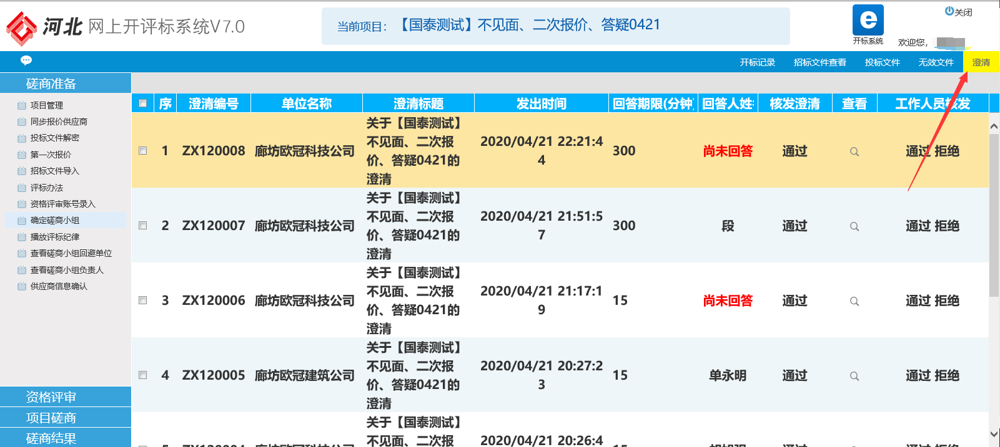 河北 网上开评标系统V7.0
当前项目： 【国泰测试】不见面、二次报价、答疑0421
开标系统
关闭
欢迎您，
开标记录 招标文件查看 投标文件 无效文件 澄清
磋商准备
项目管理
同步报价供应商
投标文件解密
第一次报价
招标文件导入
评标办法
资格评审账号录入
确定磋商小组
播放评标纪律
查看磋商小组回避单位
查看磋商小组负责人
供应商信息确认
资格评审
项目磋商
磋商结果
序 澄清编号 单位名称 澄清标题 发出时间 回答期限(分钟) 回答人姓 核发澄清 查看 工作人员核发
1 ZX120008 廊坊欧冠科技公司 关于【国泰测试】
不见面、二次报
价、答疑0421的
澄清 2020/04/21 22:21:4
4 300 尚未回答 通过 通过 拒绝
2 ZX120007 廊坊欧冠科技公司 关于【国泰测试】
不见面、二次报
价、答疑0421的
澄清 2020/04/21 21:51:5
7 300 段 通过 通过 拒绝
3 ZX120006 廊坊欧冠科技公司 关于【国泰测试】
不见面、二次报
价、答疑0421的
澄清 2020/04/21 21:17:1
9 15 尚未回答 通过 通过 拒绝
4 ZX120005 廊坊欧冠建筑公司 关于【国泰测试】
不见面、二次报
价、答疑0421的
澄清 2020/04/21 20:27:2
3 15 单永明 通过 通过 拒绝
关于【国泰测试】
不见面、二次报 2020/04/21 20:26:4